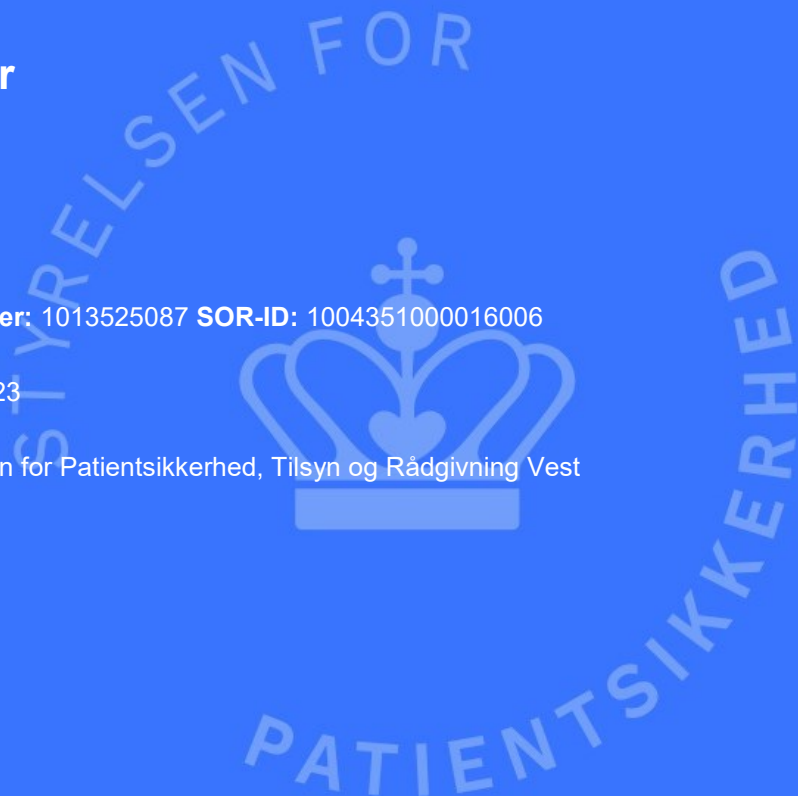 r
er: 1013525087 SOR-ID: 1004351000016006
23
n for Patientsikkerhed, Tilsyn og Rådgivning Vest
STYRELSEN FOR
PATIENTSIKKERHED